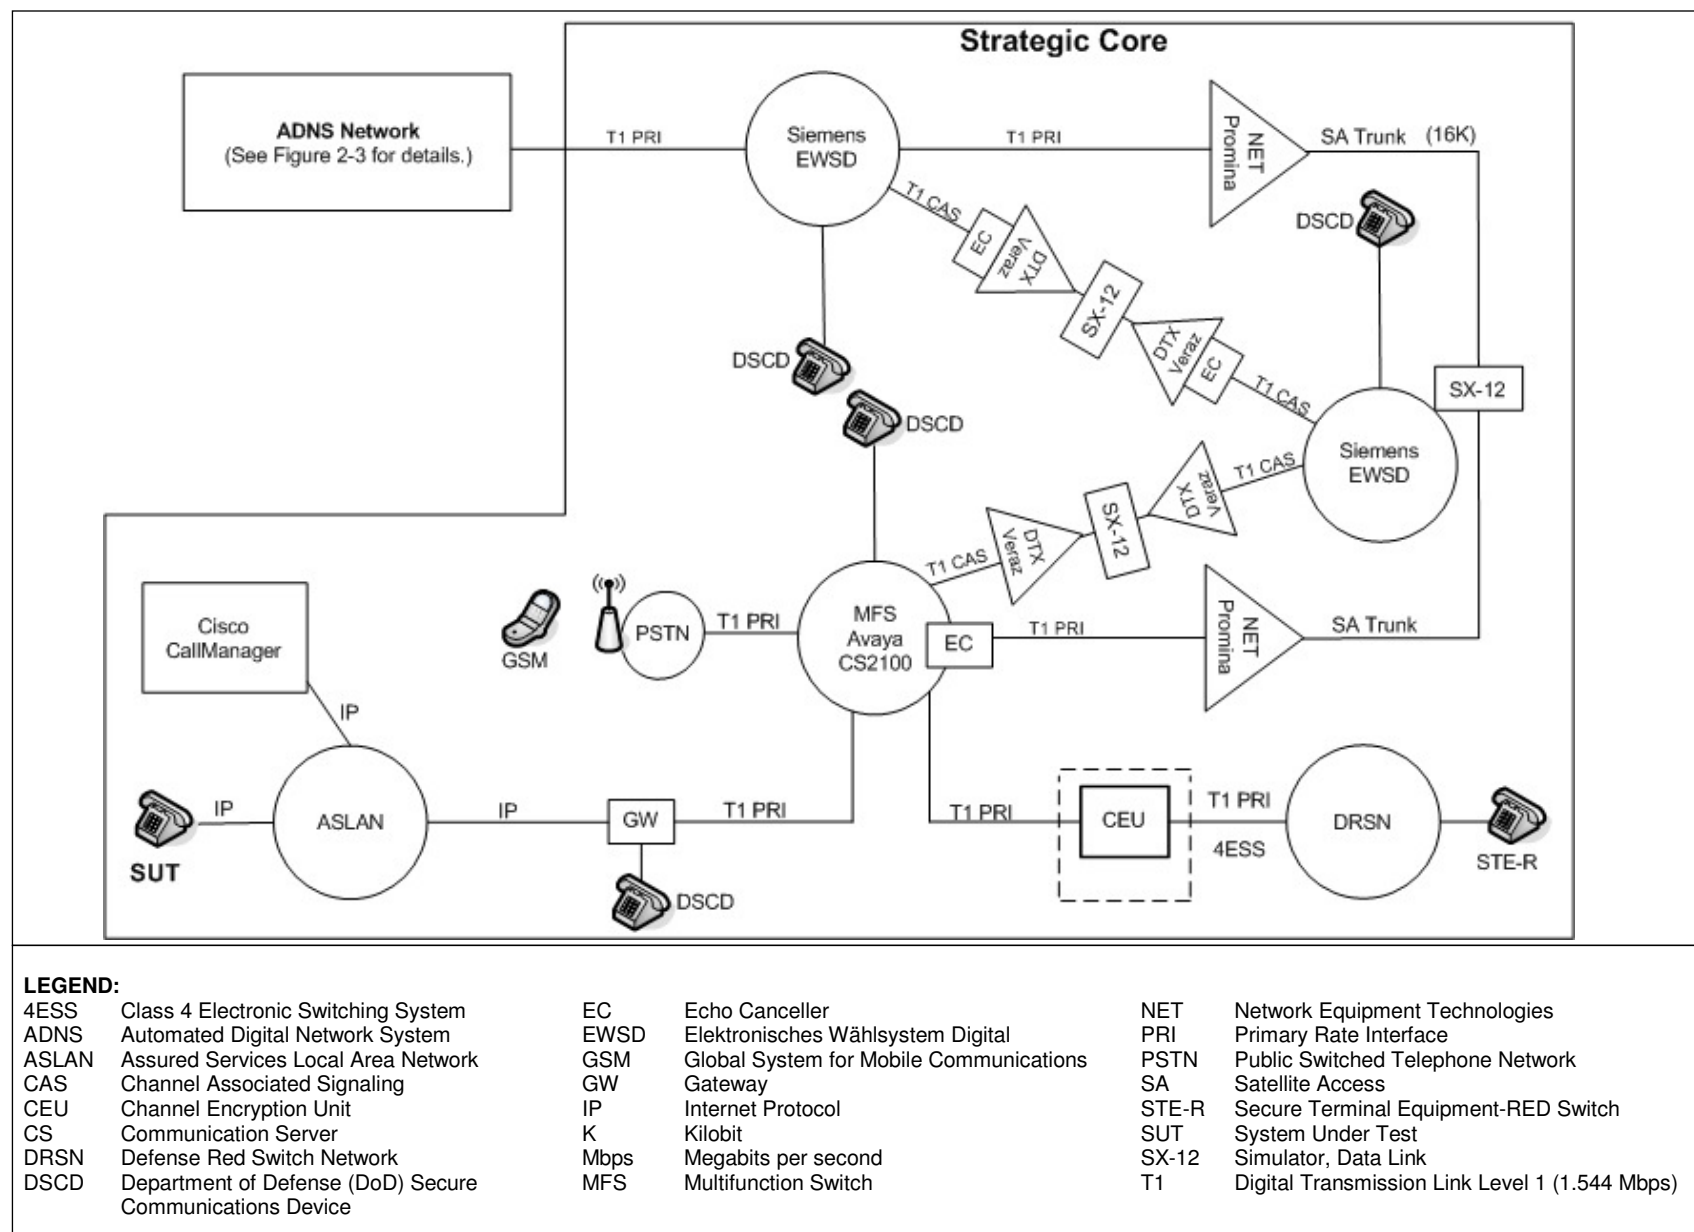 Strategic Core
ADNS Network
(See Figure 2-3 for details.)
T1 PRI
Siemens
EWSD
T1 PRI
NET
Promina
SA Trunk (16K)
T1 CAS
EC
DTX
Veraz
SX-12
DTX
Veraz
EC
T1 CAS
DSCD
DSCD
DSCD
SX-12
Siemens
EWSD
T1 CAS
DTX
Veraz
SX-12
DTX
Veraz
T1 CAS
Cisco
CallManager
IP
GSM
PSTN
T1 PRI
MFS
Avaya
CS2100
EC
T1 PRI
NET
Promina
SA Trunk
SUT
IP
ASLAN
IP
GW
T1 PRI
DSCD
T1 PRI
CEU
T1 PRI
4ESS
DRSN
STE-R
LEGEND:
4ESS Class 4 Electronic Switching System
ADNS Automated Digital Network System
ASLAN Assured Services Local Area Network
CAS Channel Associated Signaling
CEU Channel Encryption Unit
CS Communication Server
DRSN Defense Red Switch Network
DSCD Department of Defense (DoD) Secure
Communications Device
EC Echo Canceller
EWSD Elektronisches Wählsystem Digital
GSM Global System for Mobile Communications
GW Gateway
IP Internet Protocol
K Kilobit
Mbps Megabits per second
MFS Multifunction Switch
NET Network Equipment Technologies
PRI Primary Rate Interface
PSTN Public Switched Telephone Network
SA Satellite Access
STE-R Secure Terminal Equipment-RED Switch
SUT System Under Test
SX-12 Simulator, Data Link
T1 Digital Transmission Link Level 1 (1.544 Mbps)